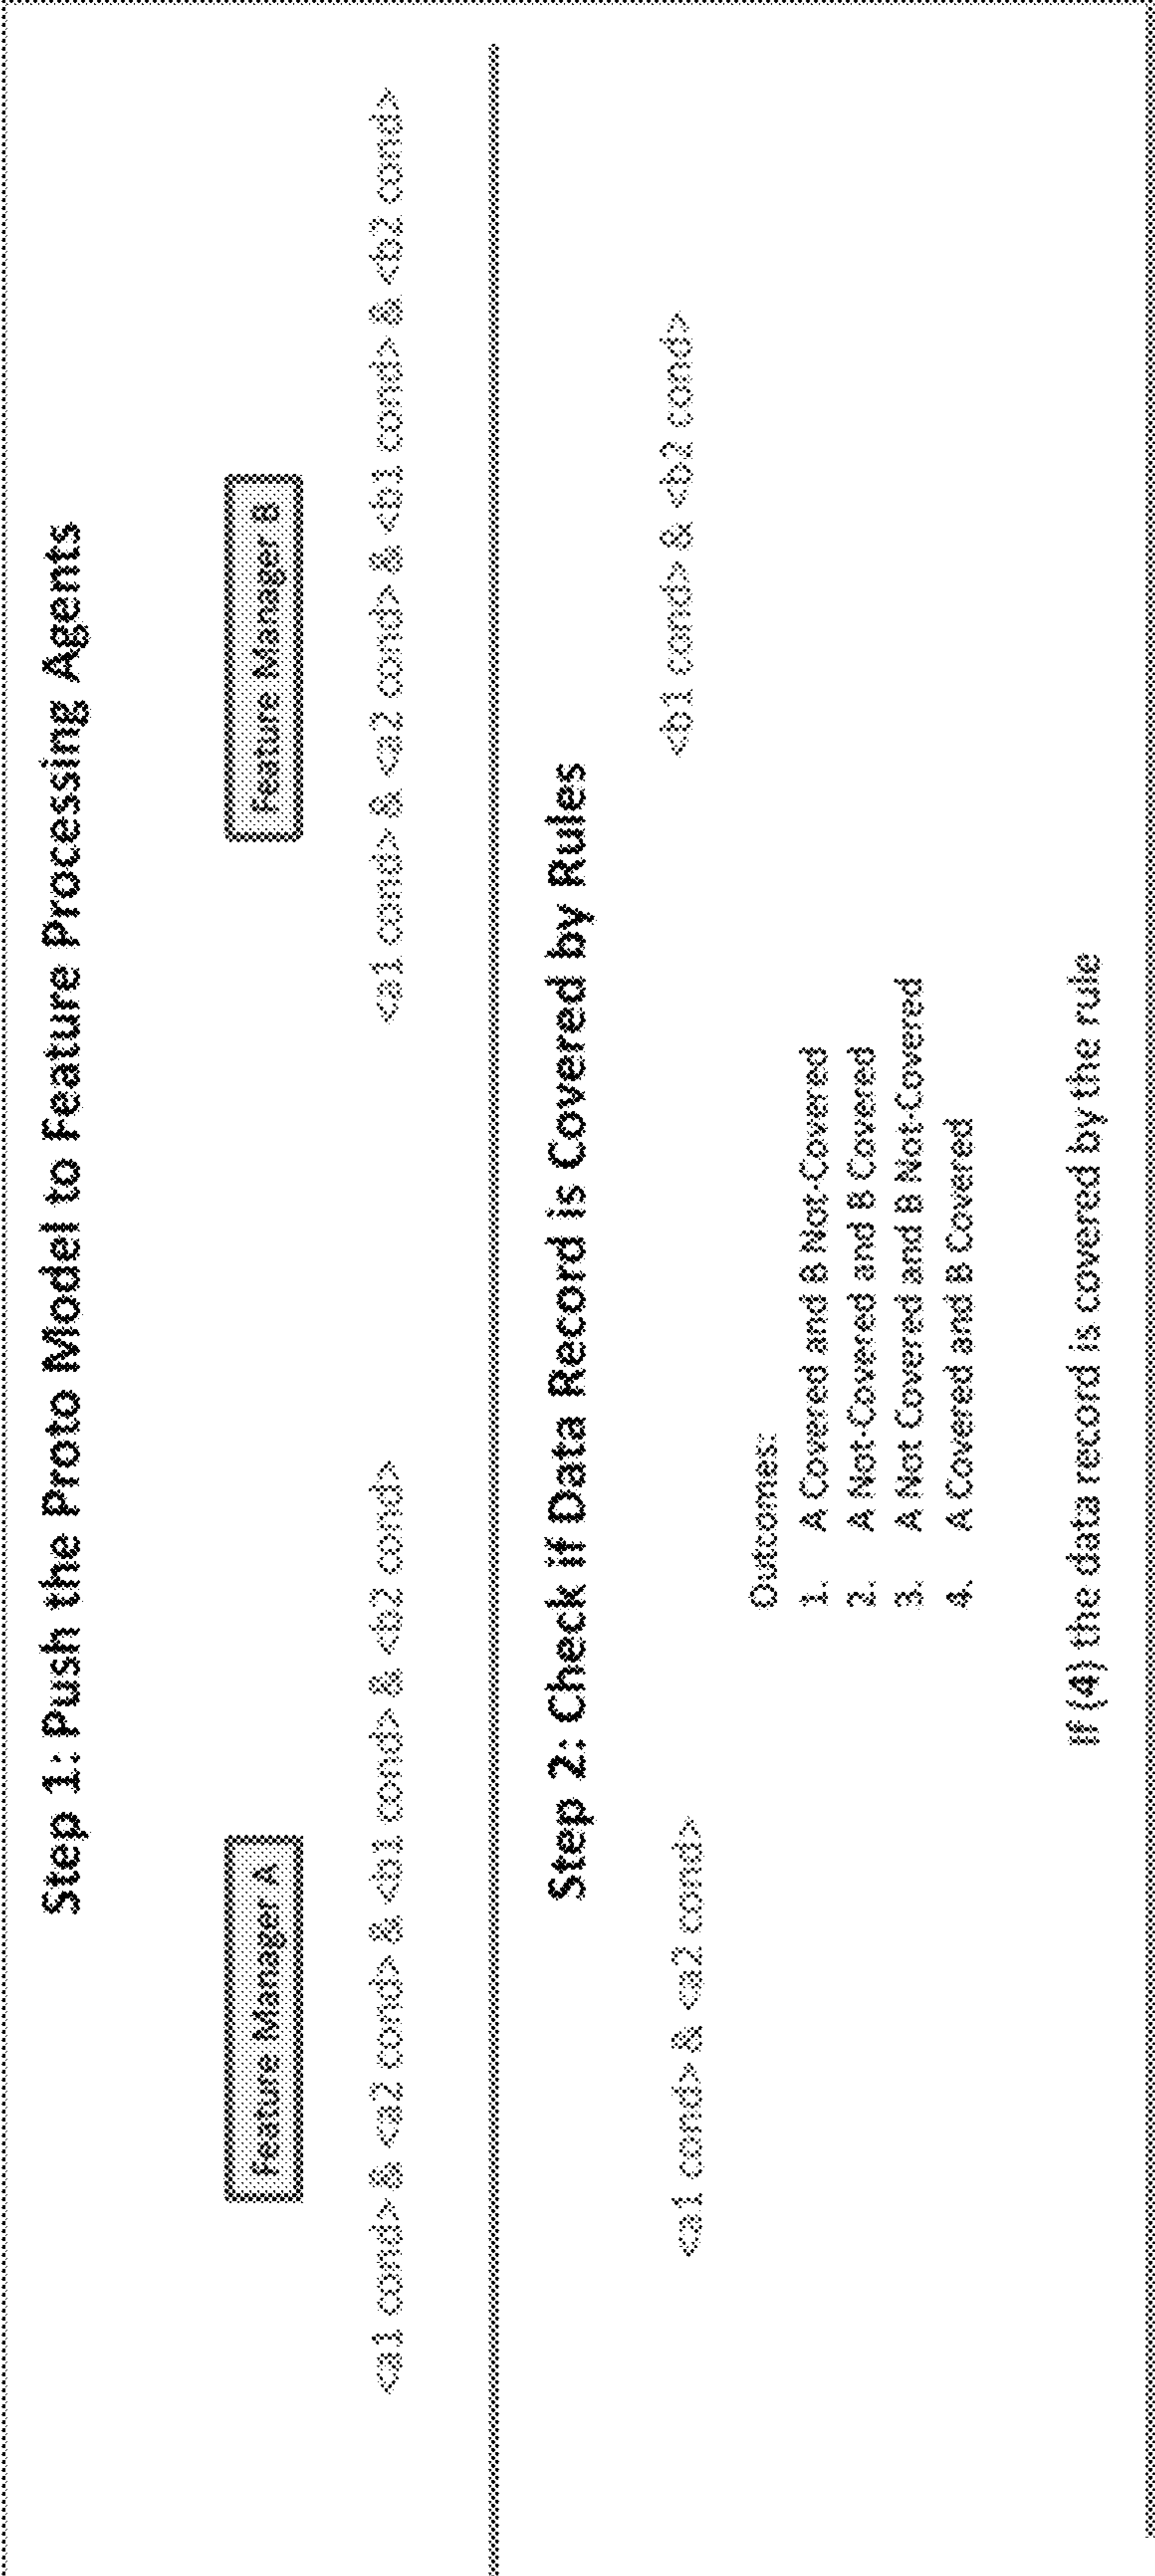 Step 1: Push the Proto Model to Feature Processing Agents
Feature Manager A
Feature Manager B
<a1 cond> & <a2 cond> & <b1 cond> & <b2 cond>
<a1 cond> & <a2 cond> & <b1 cond> & <b2 cond>
Step 2: Check if Data Record is Covered by Rules
<a1 cond> & <a2 cond>
<b1 cond> & <b2 cond>
Outcomes:
1. A Covered and B Not-Covered
2. A Not-Covered and B Covered
3. A Not Covered and B Not-Covered
4. A Covered and B Covered
If (4) the data record is covered by the rule